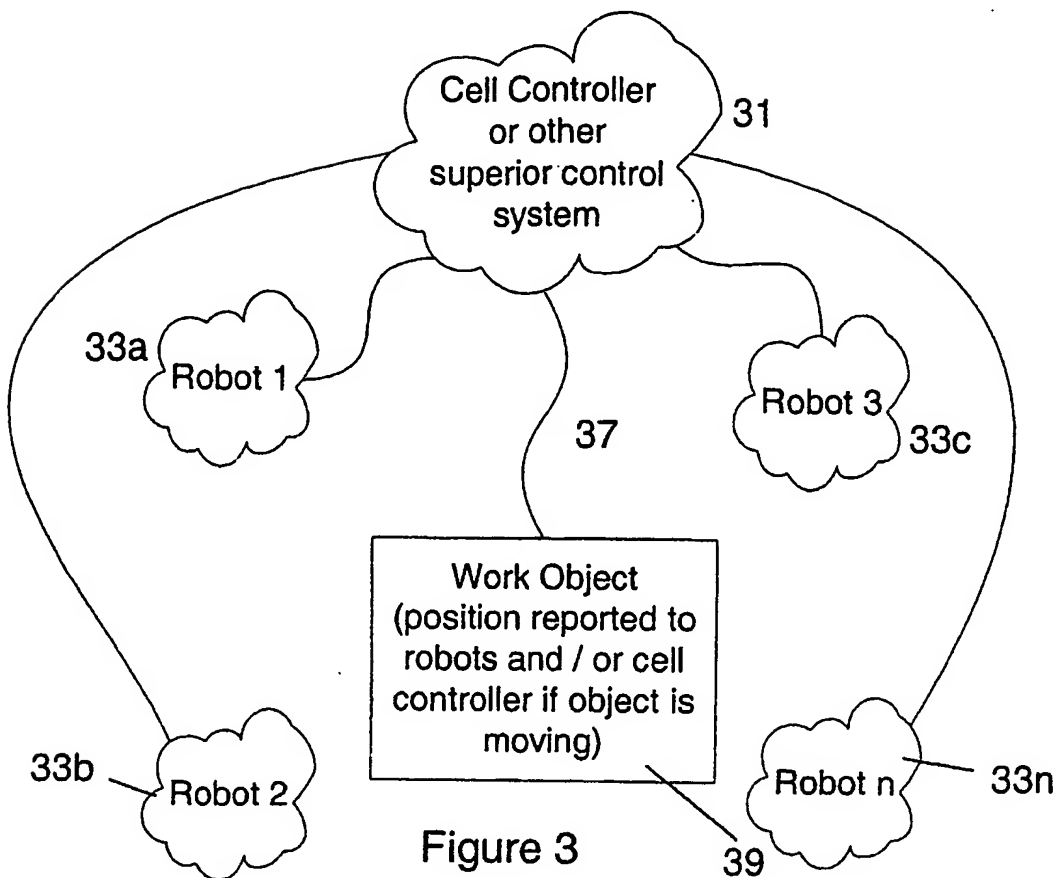 Cell Controller
or other
superior control
system
31
33a
Robot 1
Robot 3
33c
37
Work Object
(position reported to
robots and / or cell
controller if object is
moving)
33b
Robot 2
Robot n
33n
Figure 3
39